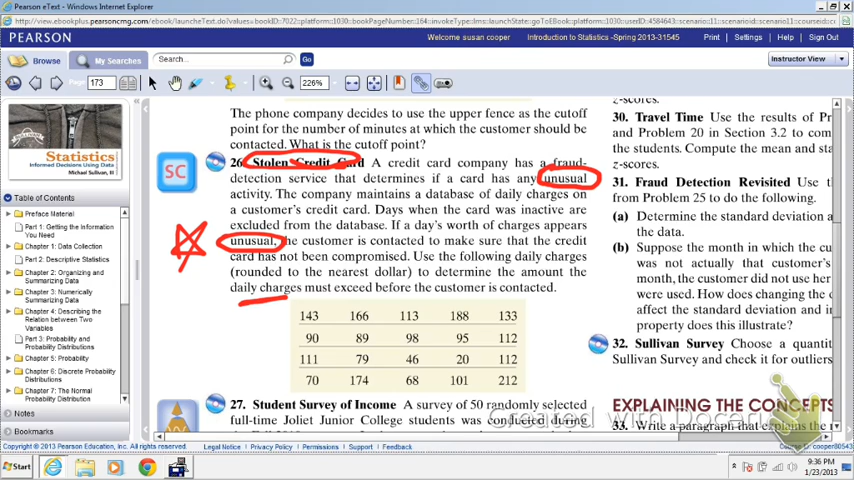 Pearson eText - Windows Internet Explorer
PEARSON
Welcome susan cooper
Introduction to Statistics -Spring 2013-31545
Print | Settings | Help | Sign Out
Browse
My Searches
Search...
Go
Instructor View
Page
173
226%
Statistics
Michael Sullivan, III
Table of Contents
Preface Material
Part 1: Getting the Information You Need
Chapter 1: Data Collection
Part 2: Descriptive Statistics
Chapter 2: Organizing and Summarizing Data
Chapter 3: Numerically Summarizing Data
Chapter 4: Describing the Relation between Two Variables
Part 3: Probability and Probability Distributions
Chapter 5: Probability
Chapter 6: Discrete Probability Distributions
Chapter 7: The Normal Probability Distribution
Notes
Bookmarks
The phone company decides to use the upper fence as the cutoff
point for the number of minutes at which the customer should be
contacted. What is the cutoff point?
SC
26. Stolen Credit Card A credit card company has a fraud-
detection service that determines if a card has any unusual
activity. The company maintains a database of daily charges on
a customer's credit card. Days when the card was inactive are
excluded from the database. If a day's worth of charges appears
unusual, the customer is contacted to make sure that the credit
card has not been compromised. Use the following daily charges
(rounded to the nearest dollar) to determine the amount the
daily charges must exceed before the customer is contacted.
143 166 113 188 133
90 89 98 95 112
111 79 46 20 112
70 174 68 101 212
27. Student Survey of Income A survey of 50 randomly selected
full-time Joliet Junior College students was conducted during
z-scores.
30. Travel Time Use the results of
and Problem 20 in Section 3.2 to
the students. Compute the mean and
z-scores.
31. Fraud Detection Revisited Use
from Problem 25 to do the following.
(a) Determine the standard deviation
the data.
(b) Suppose the month in which the
was not actually that customer's
month, the customer did not use her
were used. How does changing the
affect the standard deviation and
property does this illustrate?
32. Sullivan Survey Choose a
Sullivan Survey and check it for outliers
EXPLAINING THE CONCEPTS
33. Write a paragraph that explains the
Created with
Copyright © 2013 Pearson Education, Inc. All rights reserved.
Legal Notice | Privacy Policy | Permissions | Support | Feedback
Start
9:36 PM
1/23/2013